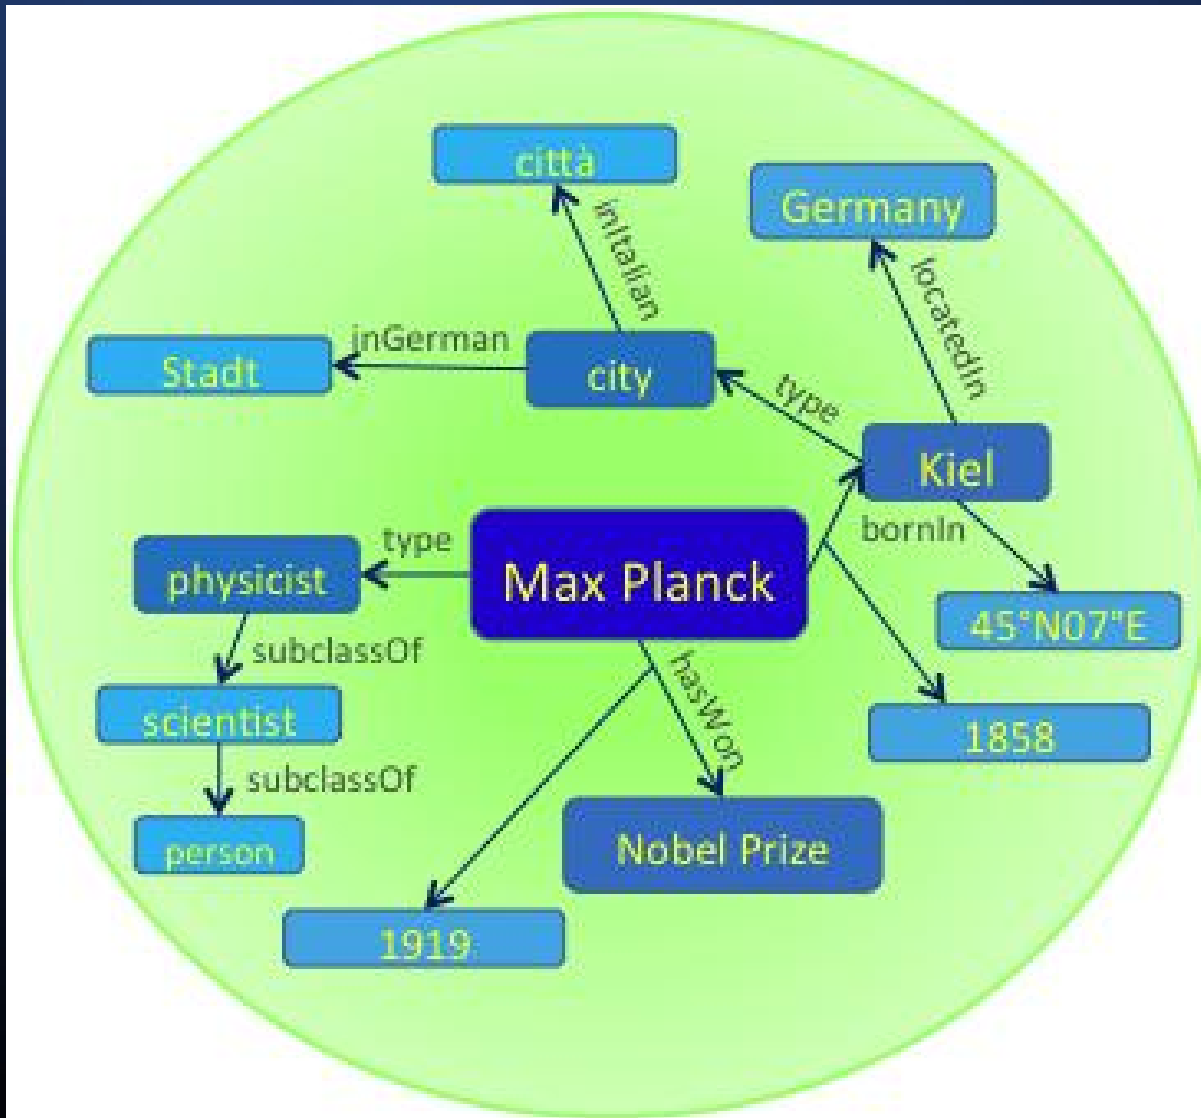 città
Germany
inItalian
locatedIn
inGerman
Stadt
city
type
Kiel
bornIn
type
Max Planck
physicist
45°N07"E
subclassOf
hasWon
scientist
1858
subclassOf
Nobel Prize
person
1919